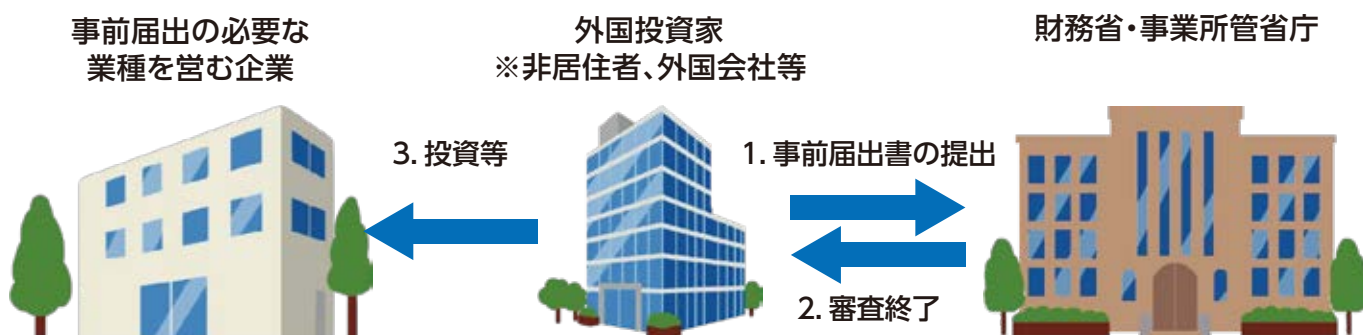 事前届出の必要な
業種を営む企業
外国投資家
※非居住者、外国会社等
財務省・事業所管省庁
3. 投資等
1. 事前届出書の提出
2. 審査終了